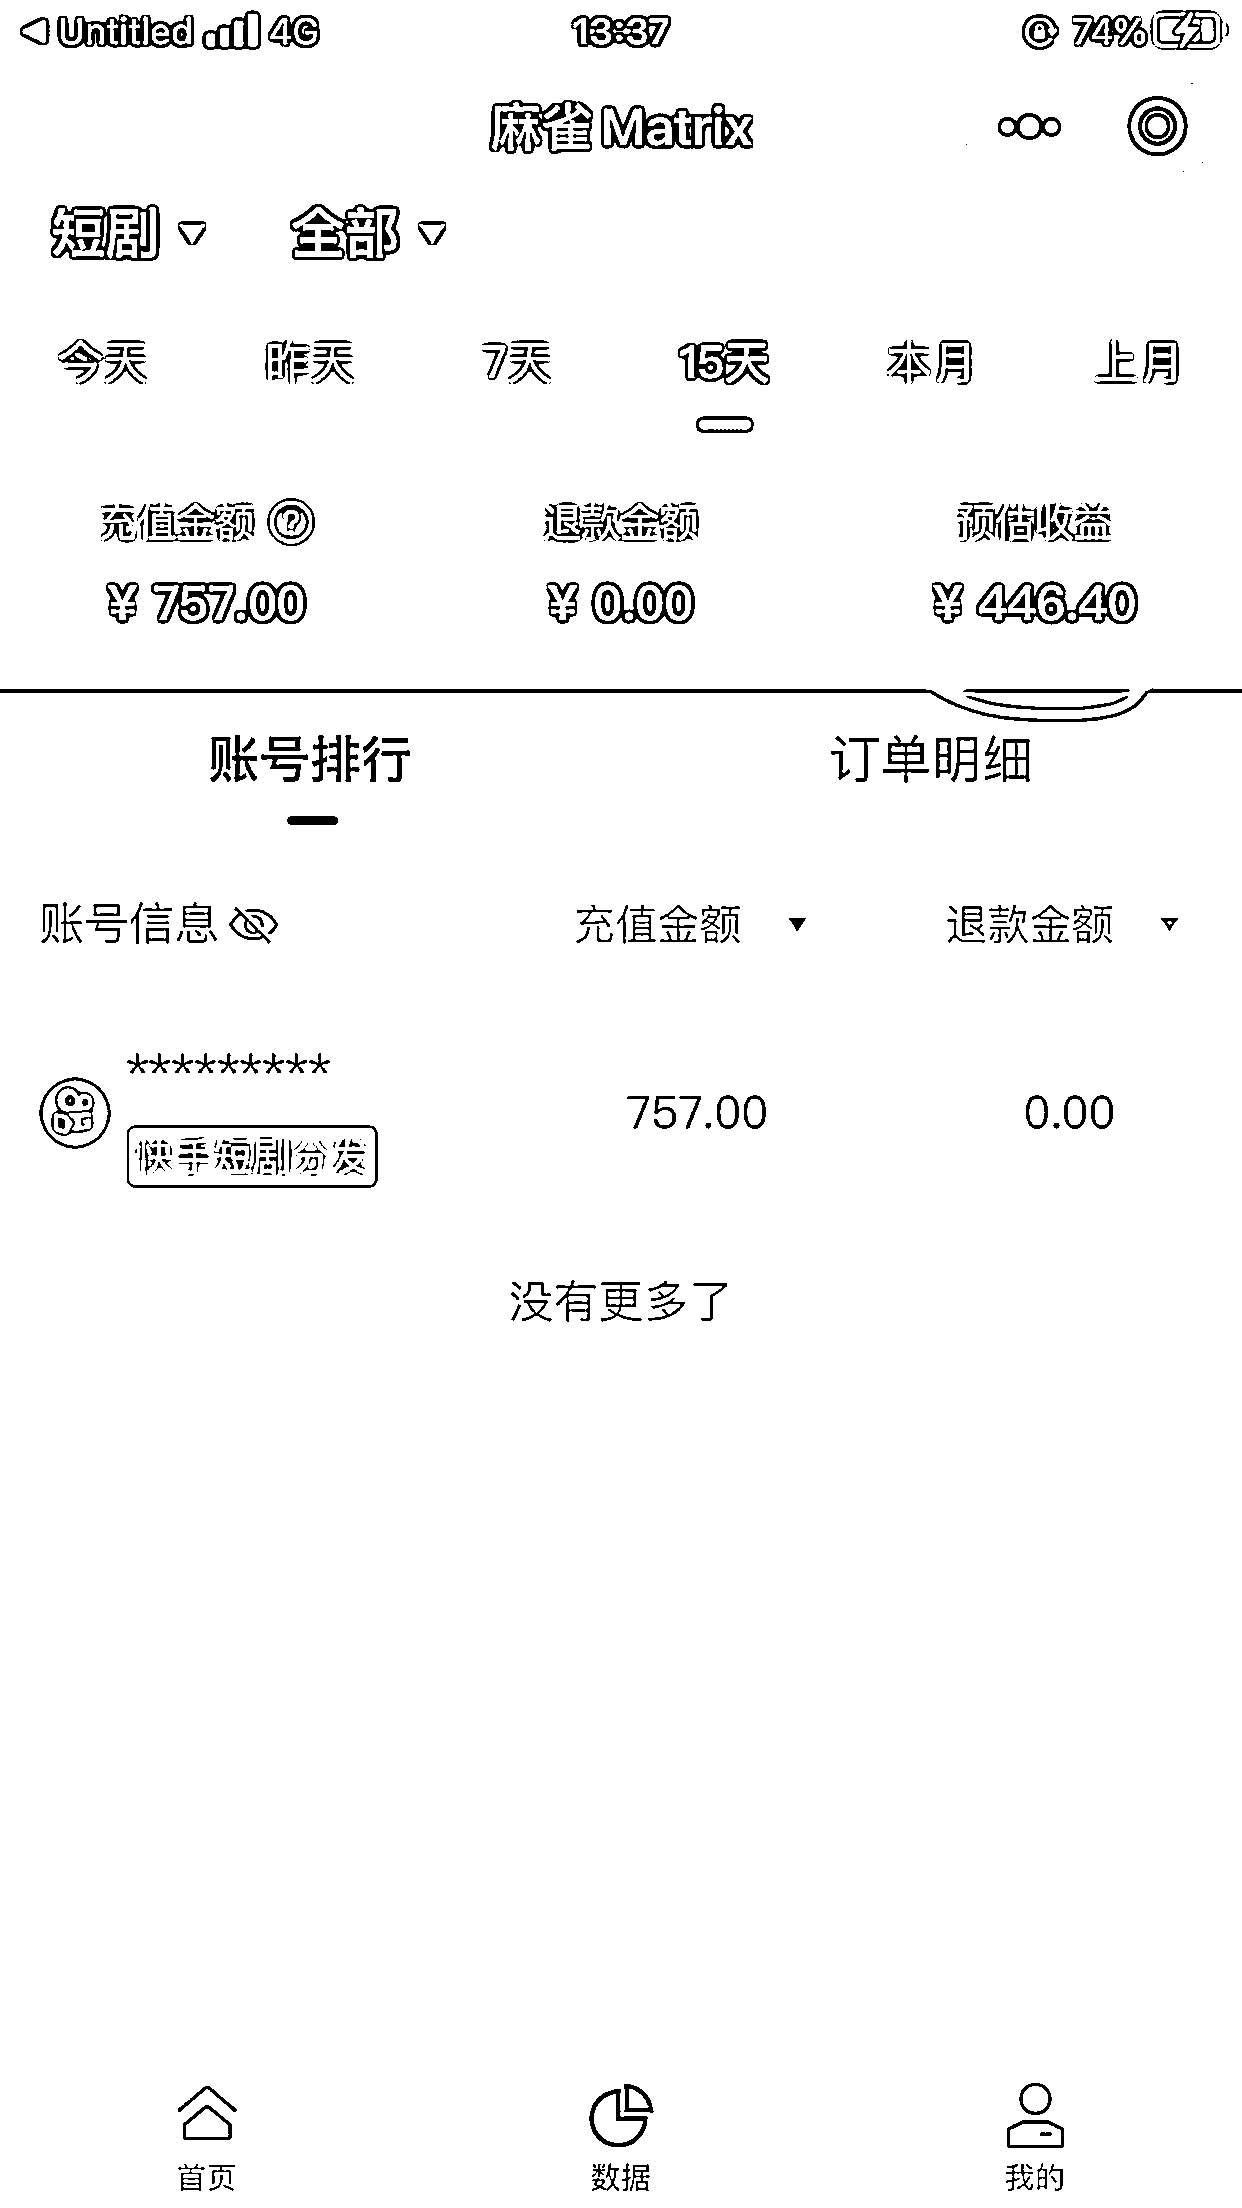 Untitled 4G 13:37 74%
麻雀 Matrix
短剧 全部
今天 昨天 7天 15天 本月 上月
充值金额 ? 退款金额 预估收益
¥ 757.00 ¥ 0.00 ¥ 446.40
账号排行 订单明细
账号信息 充值金额 退款金额
*********
757.00 0.00
快手短剧分发
没有更多了
首页 数据 我的